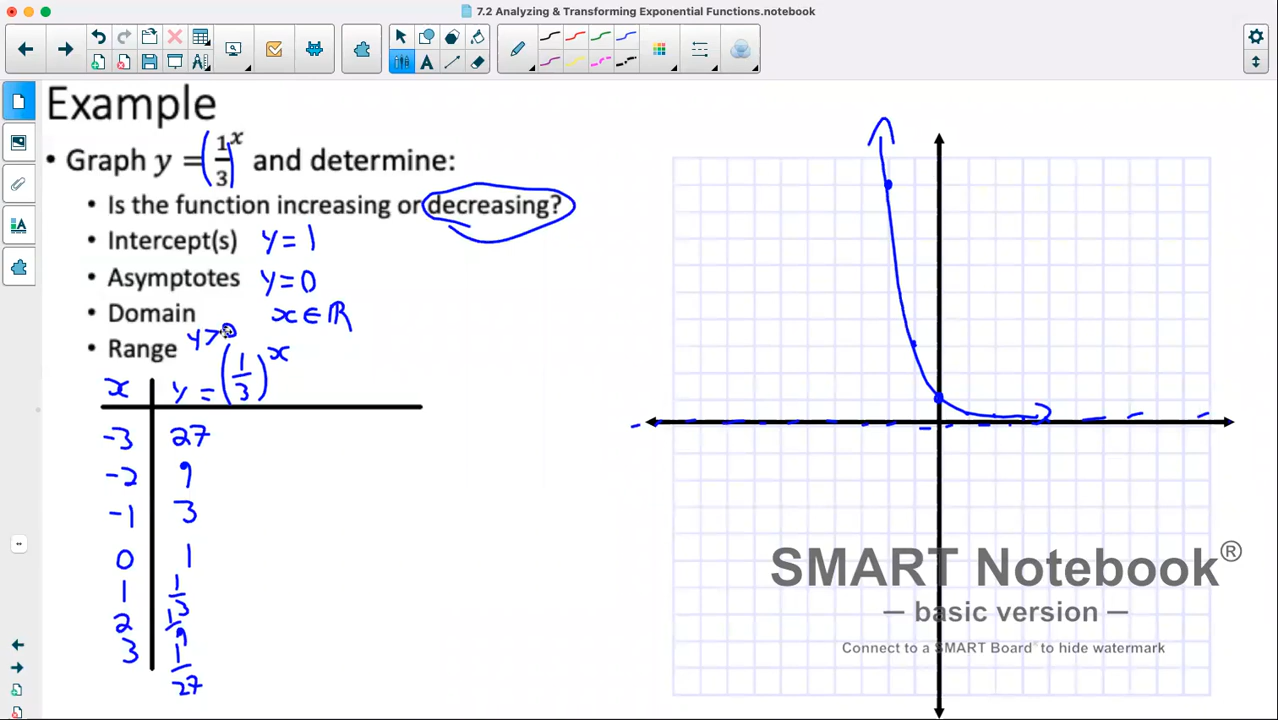 7.2 Analyzing & Transforming Exponential Functions.notebook
Example
• Graph y = (1/3)^x and determine:
• Is the function increasing or decreasing?
• Intercept(s) y = 1
• Asymptotes y = 0
• Domain x ∈ ℝ
• Range y > 0
x y = (1/3)^x
-3 27
-2 9
-1 3
0 1
1 1/3
2 1/9
3 1/27
SMART Notebook®
— basic version —
Connect to a SMART Board® to hide watermark